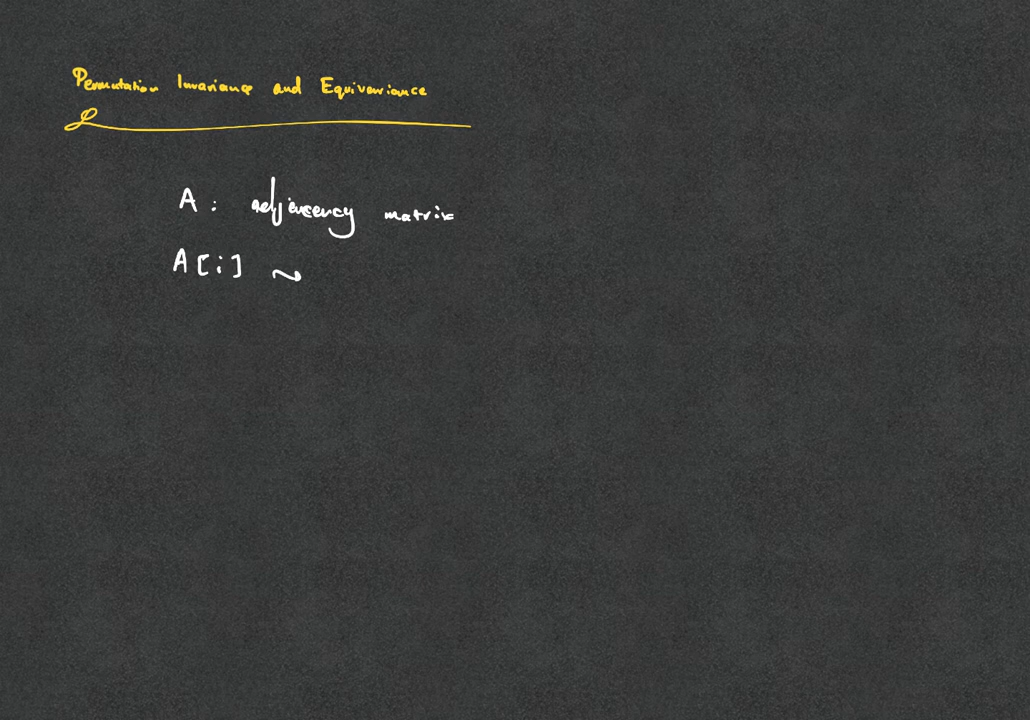 Permutation Invariance and Equivariance
A : adjacency matrix
A[i] ~